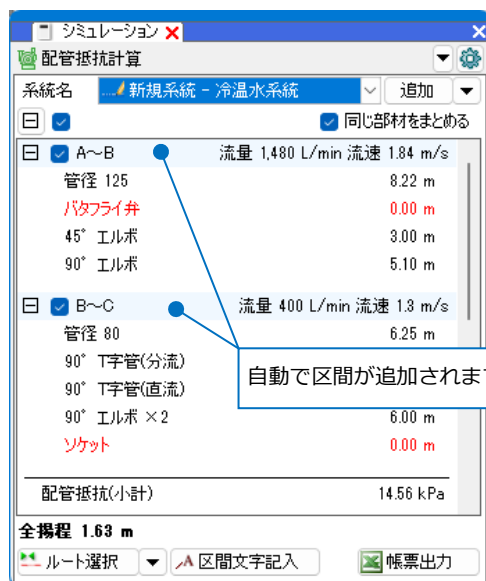 シミュレーション
配管抵抗計算
系統名 新規系統 - 冷温水系統 追加
同じ部材をまとめる
A～B 流量 1,480 L/min 流速 1.84 m/s
管径 125 8.22 m
バタフライ弁 0.00 m
45° エルボ 3.00 m
90° エルボ 5.10 m
B～C 流量 400 L/min 流速 1.3 m/s
管径 80 6.25 m
90° T字管(分流)
自動で区間が追加されま
90° T字管(直流)
90° エルボ ×2 6.00 m
ソケット 0.00 m
配管抵抗(小計) 14.56 kPa
全揚程 1.63 m
ルート選択 A 区間文字記入 帳票出力